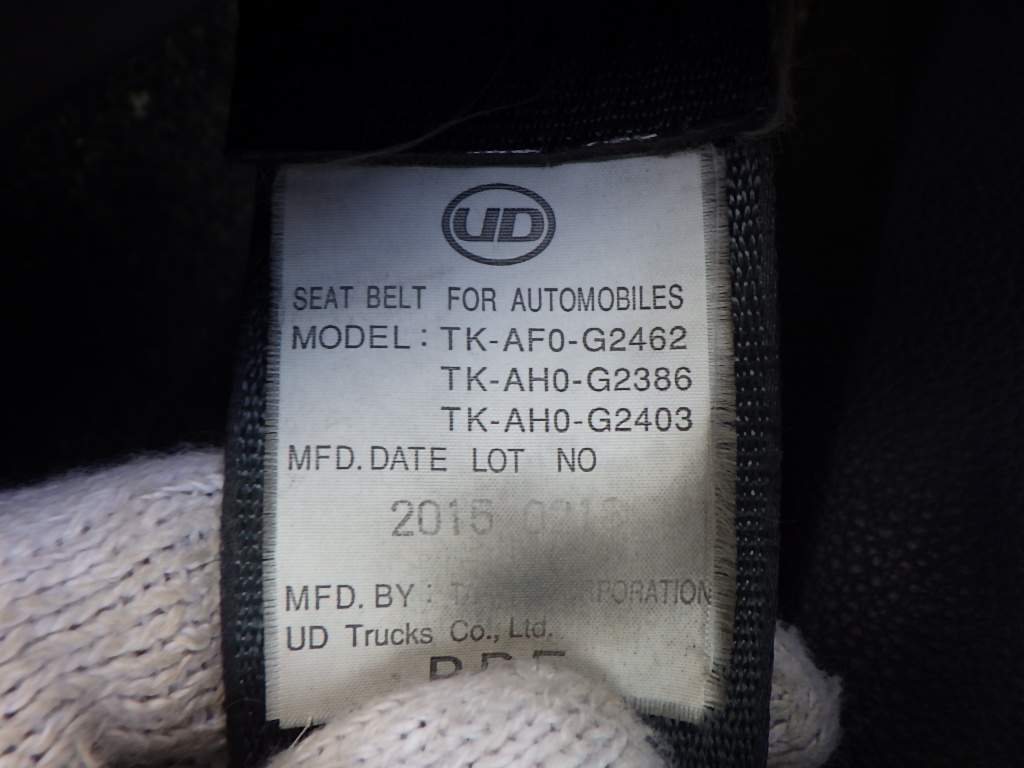 UD
SEAT BELT FOR AUTOMOBILES
MODEL: TK-AF0-G2462
TK-AH0-G2386
TK-AH0-G2403
MFD. DATE LOT NO
2015
MFD. BY :
UD Trucks Co., Ltd.